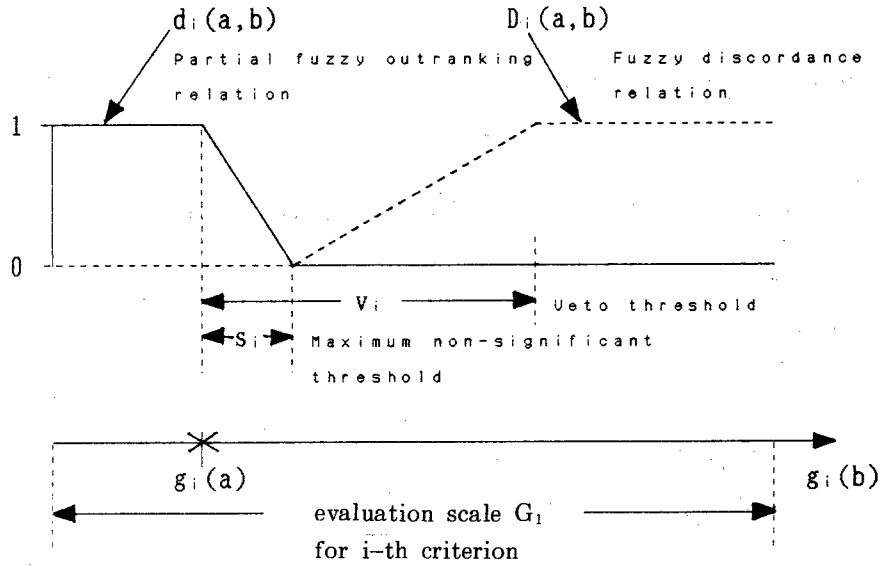 dᵢ(a,b)
Partial fuzzy outranking
relation
Dᵢ(a,b)
Fuzzy discordance
relation
1
0
Vᵢ
Veto threshold
Sᵢ
Maximum non-significant
threshold
gᵢ(a)
gᵢ(b)
evaluation scale G₁
for i-th criterion